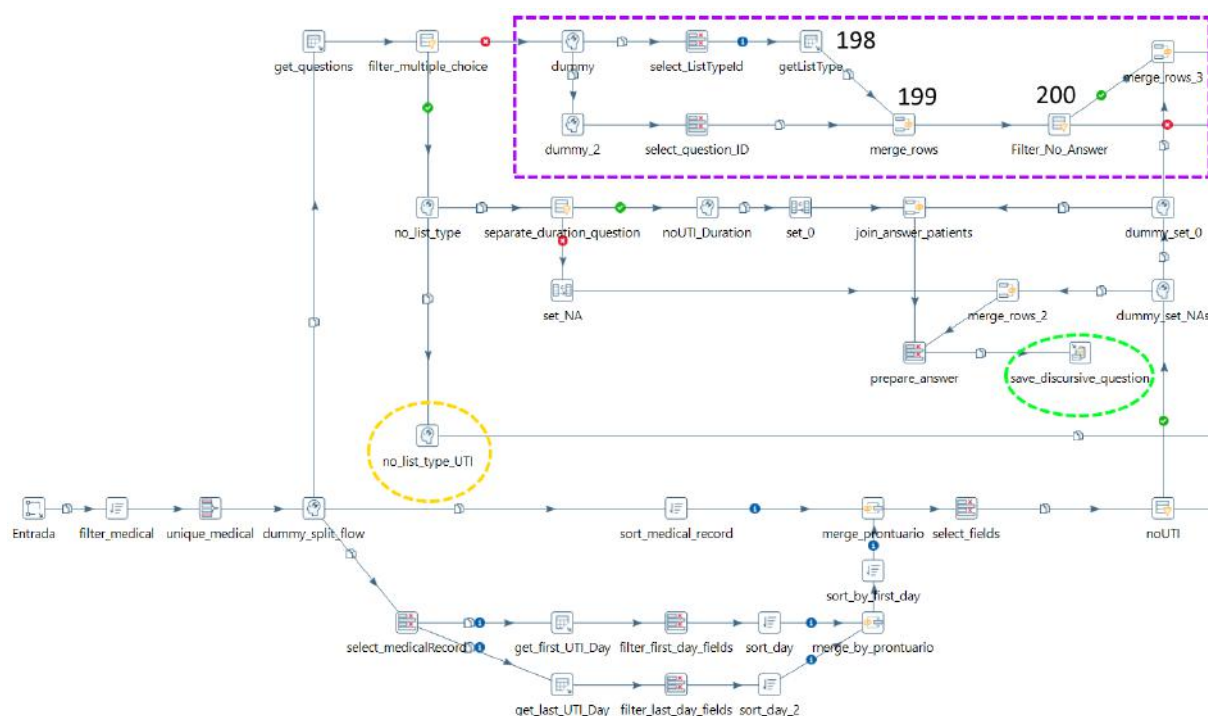 198
199
200
get_questions
filter_multiple_choice
dummy
select_ListTypeId
getListType
merge_rows_3
dummy_2
select_question_ID
merge_rows
Filter_No_Answer
no_list_type
separate_duration_question
noUTI_Duration
set_0
join_answer_patients
dummy_set_0
set_NA
merge_rows_2
dummy_set_NAs
prepare_answer
save_discursive_question
no_list_type_UTI
Entrada
filter_medical
unique_medical
dummy_split_flow
sort_medical_record
merge_prontuario
select_fields
noUTI
sort_by_first_day
select_medicalRecord
get_first_UTI_Day
filter_first_day_fields
sort_day
merge_by_prontuario
get_last_UTI_Day
filter_last_day_fields
sort_day_2